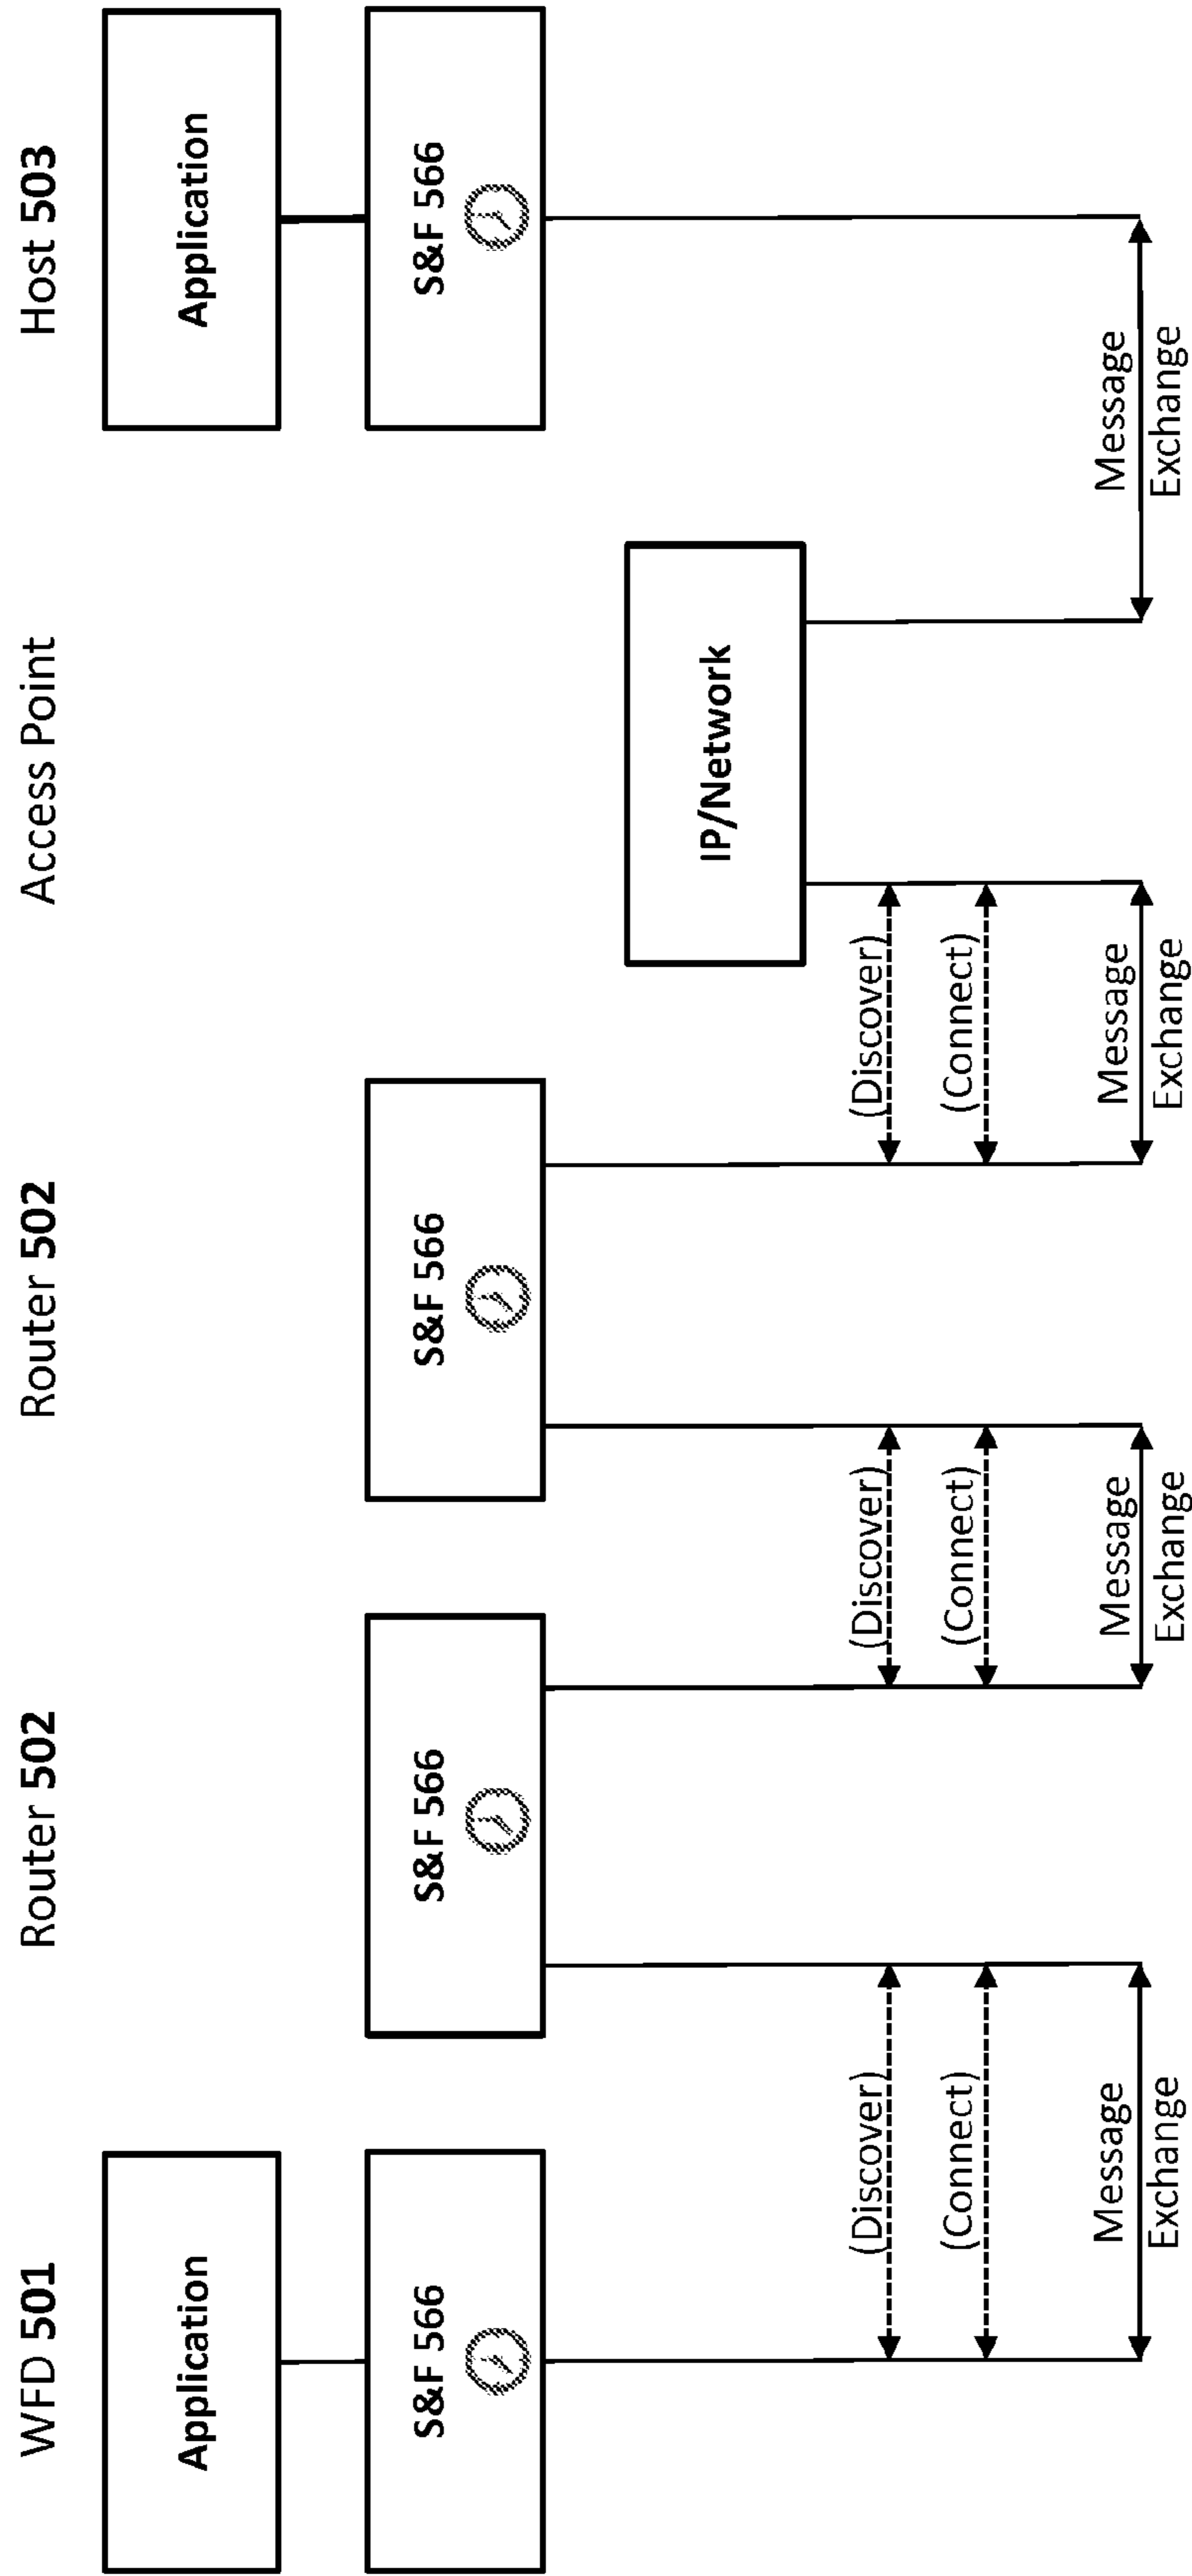 WFD 501
Router 502
Router 502
Access Point
Host 503
Application
Application
S&F 566
S&F 566
S&F 566
S&F 566
IP/Network
(Discover)
(Discover)
(Discover)
(Connect)
(Connect)
(Connect)
Message
Exchange
Message
Exchange
Message
Exchange
Message
Exchange